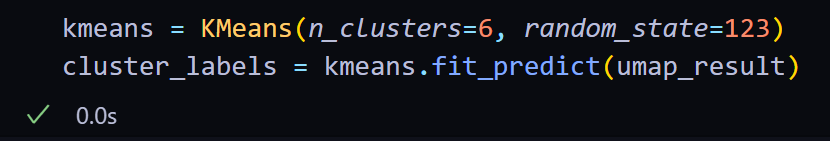 kmeans = KMeans(n_clusters=6, random_state=123)
cluster_labels = kmeans.fit_predict(umap_result)
0.0s